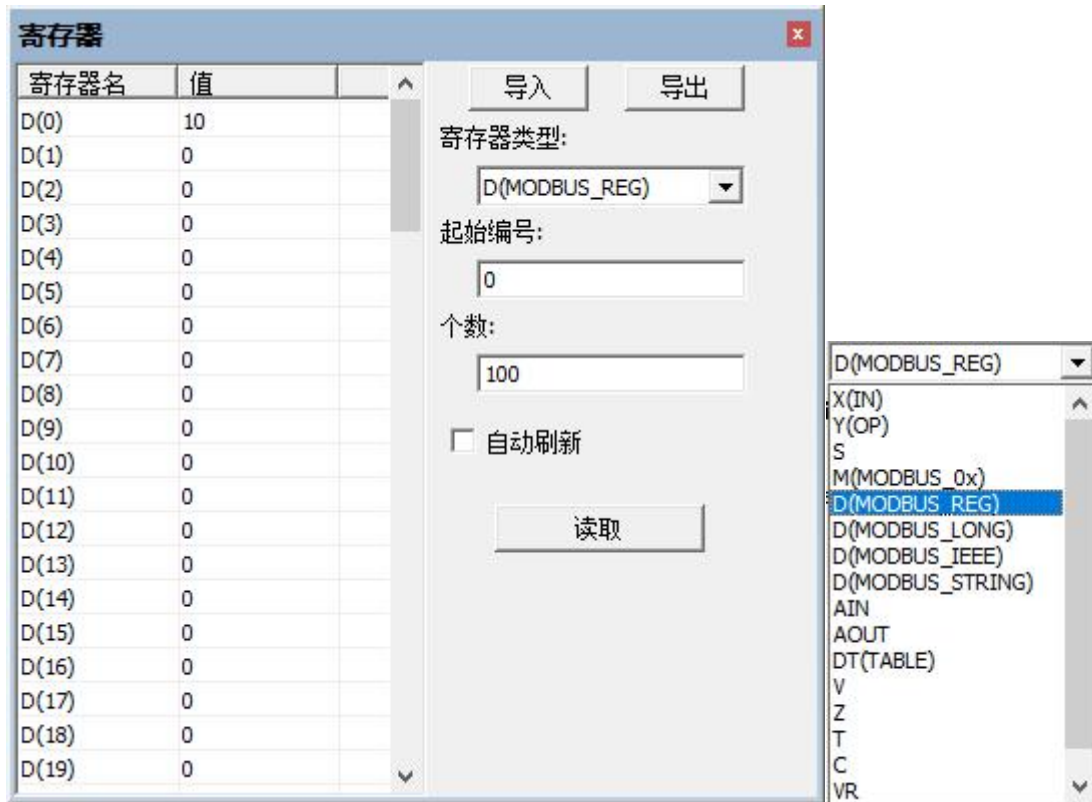 寄存器
寄存器名 值
D(0) 10
D(1) 0
D(2) 0
D(3) 0
D(4) 0
D(5) 0
D(6) 0
D(7) 0
D(8) 0
D(9) 0
D(10) 0
D(11) 0
D(12) 0
D(13) 0
D(14) 0
D(15) 0
D(16) 0
D(17) 0
D(18) 0
D(19) 0
导入 导出
寄存器类型:
D(MODBUS_REG)
起始编号:
0
个数:
100
自动刷新
读取
D(MODBUS_REG)
X(IN)
Y(OP)
S
M(MODBUS_0x)
D(MODBUS_REG)
D(MODBUS_LONG)
D(MODBUS_IEEE)
D(MODBUS_STRING)
AIN
AOUT
DT(TABLE)
V
Z
T
C
VR